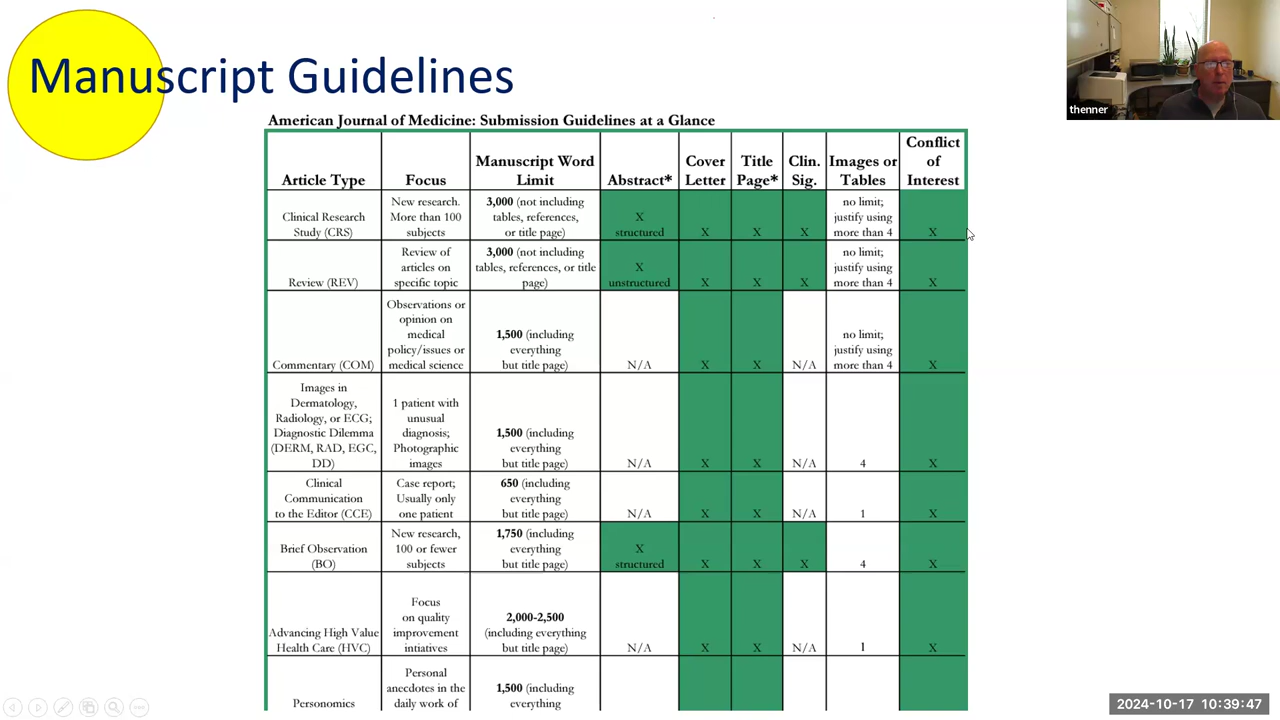 Manuscript Guidelines
thenner
American Journal of Medicine: Submission Guidelines at a Glance
Article Type
Focus
Manuscript Word
Limit
Abstract*
Cover
Letter
Title
Page*
Clin.
Sig.
Images or
Tables
Conflict
of
Interest
Clinical Research
Study (CRS)
New research.
More than 100
subjects
3,000 (not including
tables, references,
or title page)
X
structured
X
X
X
no limit;
justify using
more than 4
X
Review (REV)
Review of
articles on
specific topic
3,000 (not including
tables, references, or title
page)
X
unstructured
X
X
X
no limit;
justify using
more than 4
X
Commentary (COM)
Observations or
opinion on
medical
policy/issues or
medical science
1,500 (including
everything
but title page)
N/A
X
X
N/A
no limit;
justify using
more than 4
X
Images in
Dermatology,
Radiology, or ECG;
Diagnostic Dilemma
(DERM, RAD, EGC,
DD)
1 patient with
unusual
diagnosis;
Photographic
images
1,500 (including
everything
but title page)
N/A
X
X
N/A
4
X
Clinical
Communication
to the Editor (CCE)
Case report;
Usually only
one patient
650 (including
everything
but title page)
N/A
X
X
N/A
1
X
Brief Observation
(BO)
New research,
100 or fewer
subjects
1,750 (including
everything
but title page)
X
structured
X
X
X
4
X
Advancing High Value
Health Care (HVC)
Focus
on quality
improvement
intiatives
2,000-2,500
(including everything
but title page)
N/A
X
X
N/A
1
X
Personomics
Personal
anecdotes in the
daily work of
1,500 (including
everything
2024-10-17 10:39:47